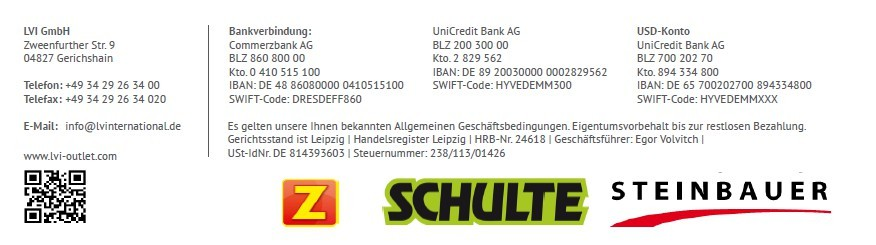 LVI GmbH
Zweenfurther Str. 9
04827 Gerichshain
Telefon: +49 34 29 26 34 00
Telefax: +49 34 29 26 34 020
E-Mail: info@lvinternational.de
www.lvi-outlet.com
Bankverbindung:
Commerzbank AG
BLZ 860 800 00
Kto. 0 410 515 100
IBAN: DE 48 86080000 0410515100
SWIFT-Code: DRESDEFF860
UniCredit Bank AG
BLZ 200 300 00
Kto. 2 829 562
IBAN: DE 89 20030000 0002829562
SWIFT-Code: HYVEDEMM300
USD-Konto
UniCredit Bank AG
BLZ 700 202 70
Kto. 894 334 800
IBAN: DE 65 700202700 894334800
SWIFT-Code: HYVEDEMMXXX
Es gelten unsere Ihnen bekannten Allgemeinen Geschäftsbedingungen. Eigentumsvorbehalt bis zur restlosen Bezahlung.
Gerichtsstand ist Leipzig | Handelsregister Leipzig | HRB-Nr. 24618 | Geschäftsführer: Egor Volvitch |
USt-IdNr. DE 814393603 | Steuernummer: 238/113/01426
Z
SCHULTE
STEINBAUER